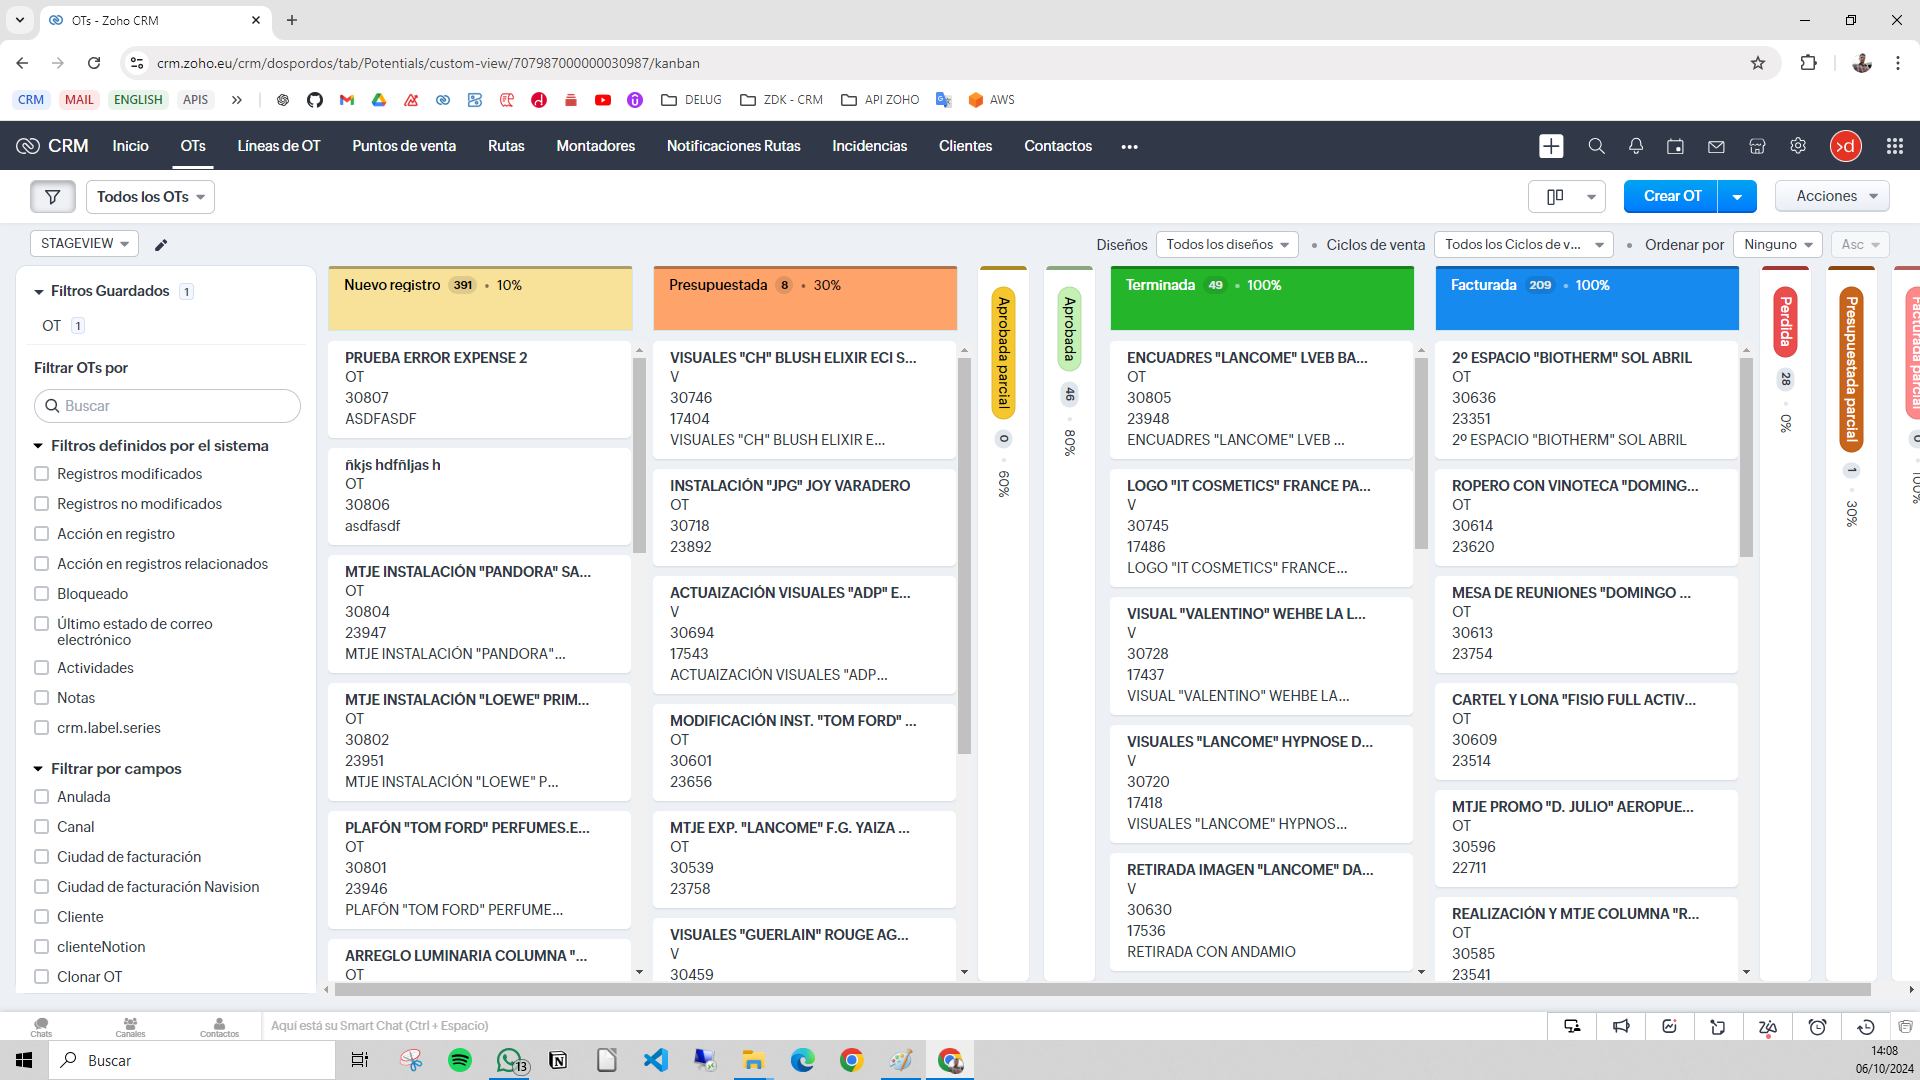 OTs - Zoho CRM
crm.zoho.eu/crm/dospordos/tab/Potentials/custom-view/707987000000030987/kanban
CRM
MAIL
ENGLISH
APIS
DELUG
ZDK - CRM
API ZOHO
AWS
CRM
Inicio
OTs
Líneas de OT
Puntos de venta
Rutas
Montadores
Notificaciones Rutas
Incidencias
Clientes
Contactos
Todos los OTs
Crear OT
Acciones
STAGEVIEW
Diseños
Todos los diseños
Ciclos de venta
Todos los Ciclos de v...
Ordenar por
Ninguno
Asc
Filtros Guardados 1
OT 1
Filtrar OTs por
Buscar
Filtros definidos por el sistema
Registros modificados
Registros no modificados
Acción en registro
Acción en registros relacionados
Bloqueado
Último estado de correo
electrónico
Actividades
Notas
crm.label.series
Filtrar por campos
Anulada
Canal
Ciudad de facturación
Ciudad de facturación Navision
Cliente
clienteNotion
Clonar OT
Nuevo registro 391 • 10%
PRUEBA ERROR EXPENSE 2
OT
30807
ASDFASDF
ñkjs hdfñljas h
OT
30806
asdfasdf
MTJE INSTALACIÓN "PANDORA" SA...
OT
30804
23947
MTJE INSTALACIÓN "PANDORA"...
MTJE INSTALACIÓN "LOEWE" PRIM...
OT
30802
23951
MTJE INSTALACIÓN "LOEWE" P...
PLAFÓN "TOM FORD" PERFUMES.E...
OT
30801
23946
PLAFÓN "TOM FORD" PERFUME...
ARREGLO LUMINARIA COLUMNA "...
OT
Presupuestada 8 • 30%
VISUALES "CH" BLUSH ELIXIR ECI S...
V
30746
17404
VISUALES "CH" BLUSH ELIXIR E...
INSTALACIÓN "JPG" JOY VARADERO
OT
30718
23892
ACTUAIZACIÓN VISUALES "ADP" E...
V
30694
17543
ACTUAIZACIÓN VISUALES "ADP...
MODIFICACIÓN INST. "TOM FORD" ...
OT
30601
23656
MTJE EXP. "LANCOME" F.G. YAIZA ...
OT
30539
23758
VISUALES "GUERLAIN" ROUGE AG...
V
30459
Aprobada parcial 0 • 60%
Aprobada 46 • 80%
Terminada 49 • 100%
ENCUADRES "LANCOME" LVEB BA...
OT
30805
23948
ENCUADRES "LANCOME" LVEB ...
LOGO "IT COSMETICS" FRANCE PA...
V
30745
17486
LOGO "IT COSMETICS" FRANCE...
VISUAL "VALENTINO" WEHBE LA L...
V
30728
17437
VISUAL "VALENTINO" WEHBE LA...
VISUALES "LANCOME" HYPNOSE D...
V
30720
17418
VISUALES "LANCOME" HYPNOS...
RETIRADA IMAGEN "LANCOME" DA...
V
30630
17536
RETIRADA CON ANDAMIO
Facturada 209 • 100%
2º ESPACIO "BIOTHERM" SOL ABRIL
OT
30636
23351
2º ESPACIO "BIOTHERM" SOL ABRIL
ROPERO CON VINOTECA "DOMING...
OT
30614
23620
MESA DE REUNIONES "DOMINGO ...
OT
30613
23754
CARTEL Y LONA "FISIO FULL ACTIV...
OT
30609
23514
MTJE PROMO "D. JULIO" AEROPUE...
OT
30596
22711
REALIZACIÓN Y MTJE COLUMNA "R...
OT
30585
23541
Perdida 28 • 0%
Presupuestada parcial 1 • 30%
Facturada parcial 0 • 100%
Chats
Canales
Contactos
Aquí está su Smart Chat (Ctrl + Espacio)
Buscar
13
14:08
06/10/2024